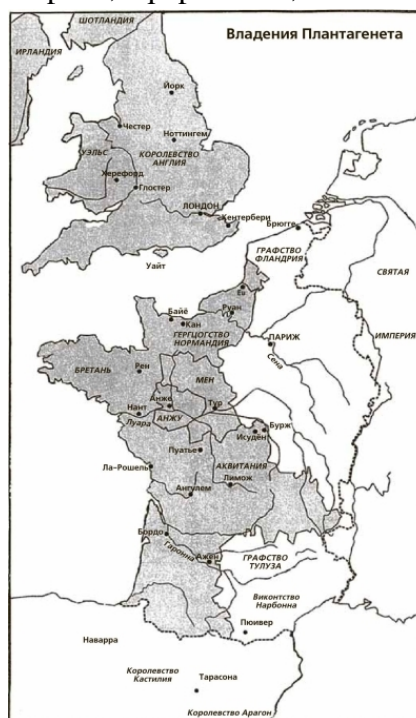 Владения Плантагенета
ШОТЛАНДИЯ
ИРЛАНДИЯ
Йорк
Честер
Ноттингем
УЭЛЬС
КОРОЛЕВСТВО
АНГЛИЯ
Херефорд
Глостер
ЛОНДОН
Кентербери
Брюгге
Уайт
ГРАФСТВО
ФЛАНДРИЯ
СВЯТАЯ
Еу
Байё
Кан
Руан
ГЕРЦОГСТВО
НОРМАНДИЯ
ПАРИЖ
ИМПЕРИЯ
Сена
БРЕТАНЬ
Рен
МЕН
Анже
Тур
Нант
АНЖУ
Луара
Бурж
Исуден
Пуатье
АКВИТАНИЯ
Ла-Рошель
Лимож
Ангулем
Бордо
Гаронна
Ажен
ГРАФСТВО
ТУЛУЗА
Виконтство
Нарбонна
Пюивер
Наварра
Королевство
Кастилия
Тарасона
Королевство Арагон